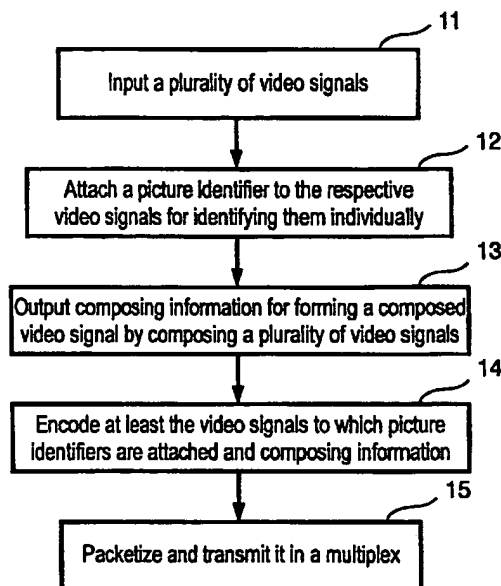 11
Input a plurality of video signals
12
Attach a picture identifier to the respective
video signals for identifying them individually
13
Output composing information for forming a composed
video signal by composing a plurality of video signals
14
Encode at least the video signals to which picture
identifiers are attached and composing information
15
Packetize and transmit it in a multiplex